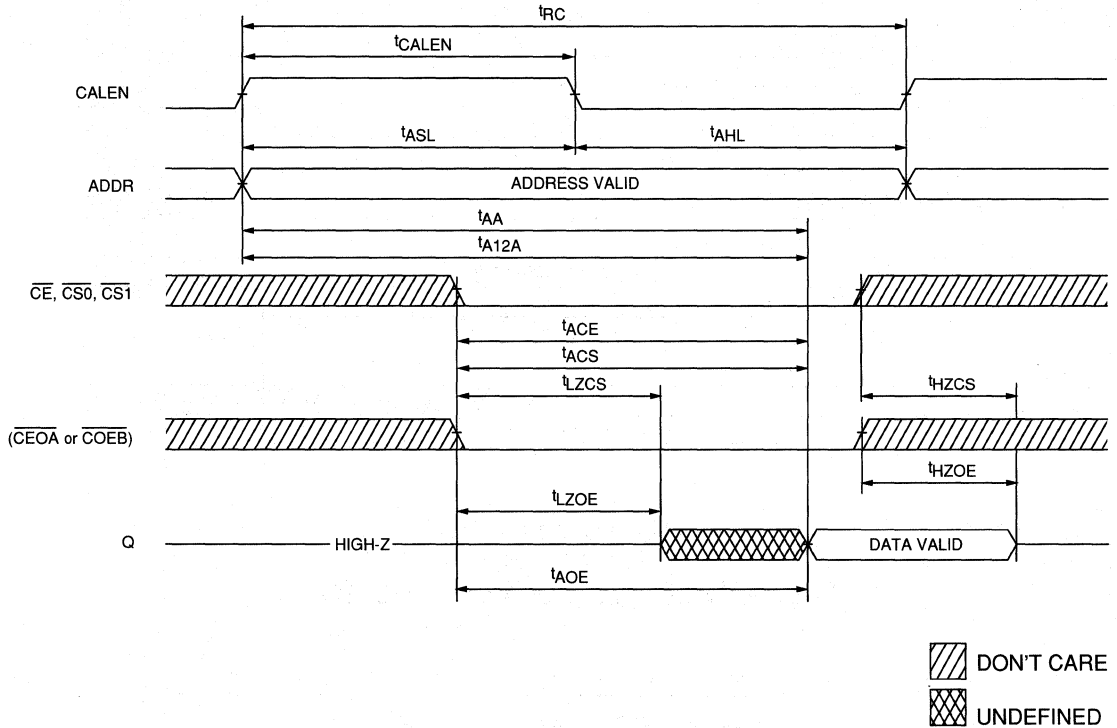 tRC
tCALEN
CALEN
tASL
tAHL
ADDR
ADDRESS VALID
tAA
tA12A
CE, CS0, CS1
tACE
tACS
tLZCS
tHZCS
(CEOA or COEB)
tHZOE
tLZOE
Q
HIGH-Z
DATA VALID
tAOE
DON'T CARE
UNDEFINED